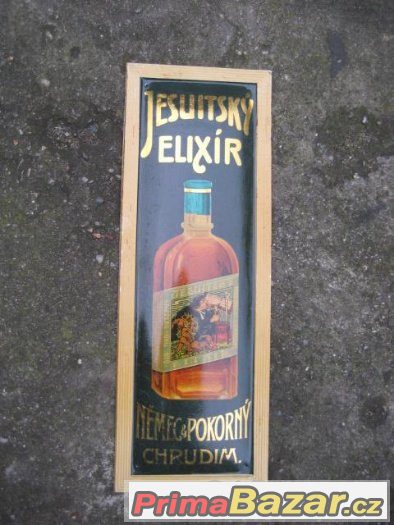 JESUITSKÝ
ELIXÍR
NĚMEC & POKORNÝ
CHRUDIM.
PrimaBazar.cz